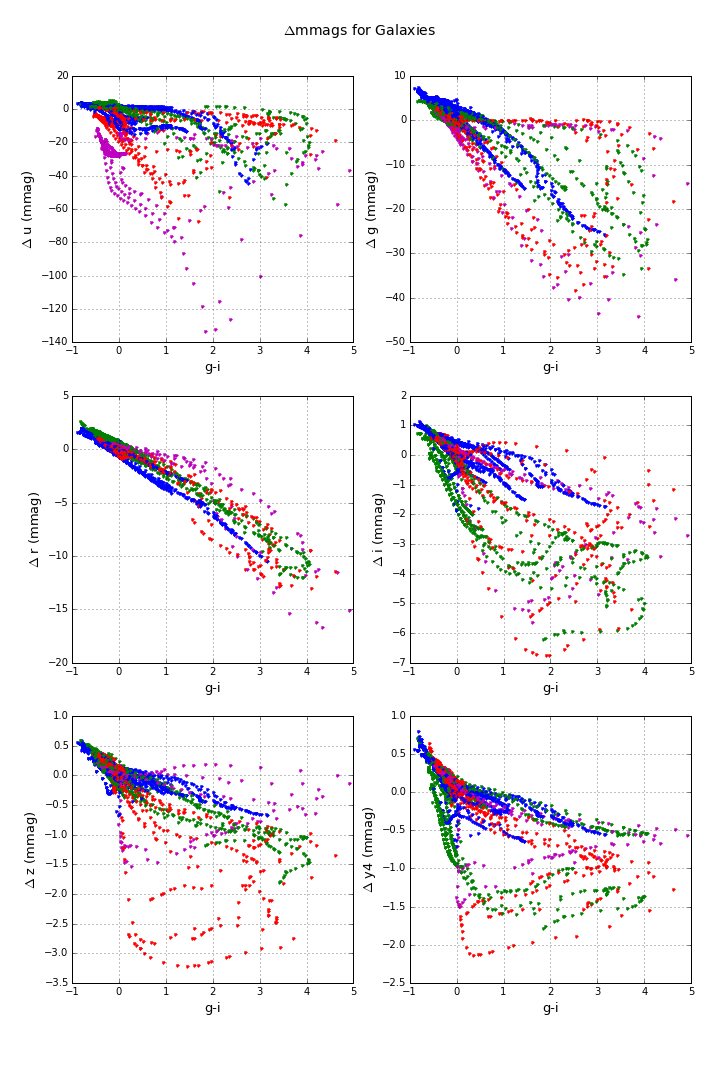 Δmmags for Galaxies
20
0
−20
−40
−60
−80
−100
−120
−140
Δ u (mmag)
−1 0 1 2 3 4 5
g-i
10
0
−10
−20
−30
−40
−50
Δ g (mmag)
−1 0 1 2 3 4 5
g-i
5
0
−5
−10
−15
−20
Δ r (mmag)
−1 0 1 2 3 4 5
g-i
2
1
0
−1
−2
−3
−4
−5
−6
−7
Δ i (mmag)
−1 0 1 2 3 4 5
g-i
1.0
0.5
0.0
−0.5
−1.0
−1.5
−2.0
−2.5
−3.0
−3.5
Δ z (mmag)
−1 0 1 2 3 4 5
g-i
1.0
0.5
0.0
−0.5
−1.0
−1.5
−2.0
−2.5
Δ y4 (mmag)
−1 0 1 2 3 4 5
g-i